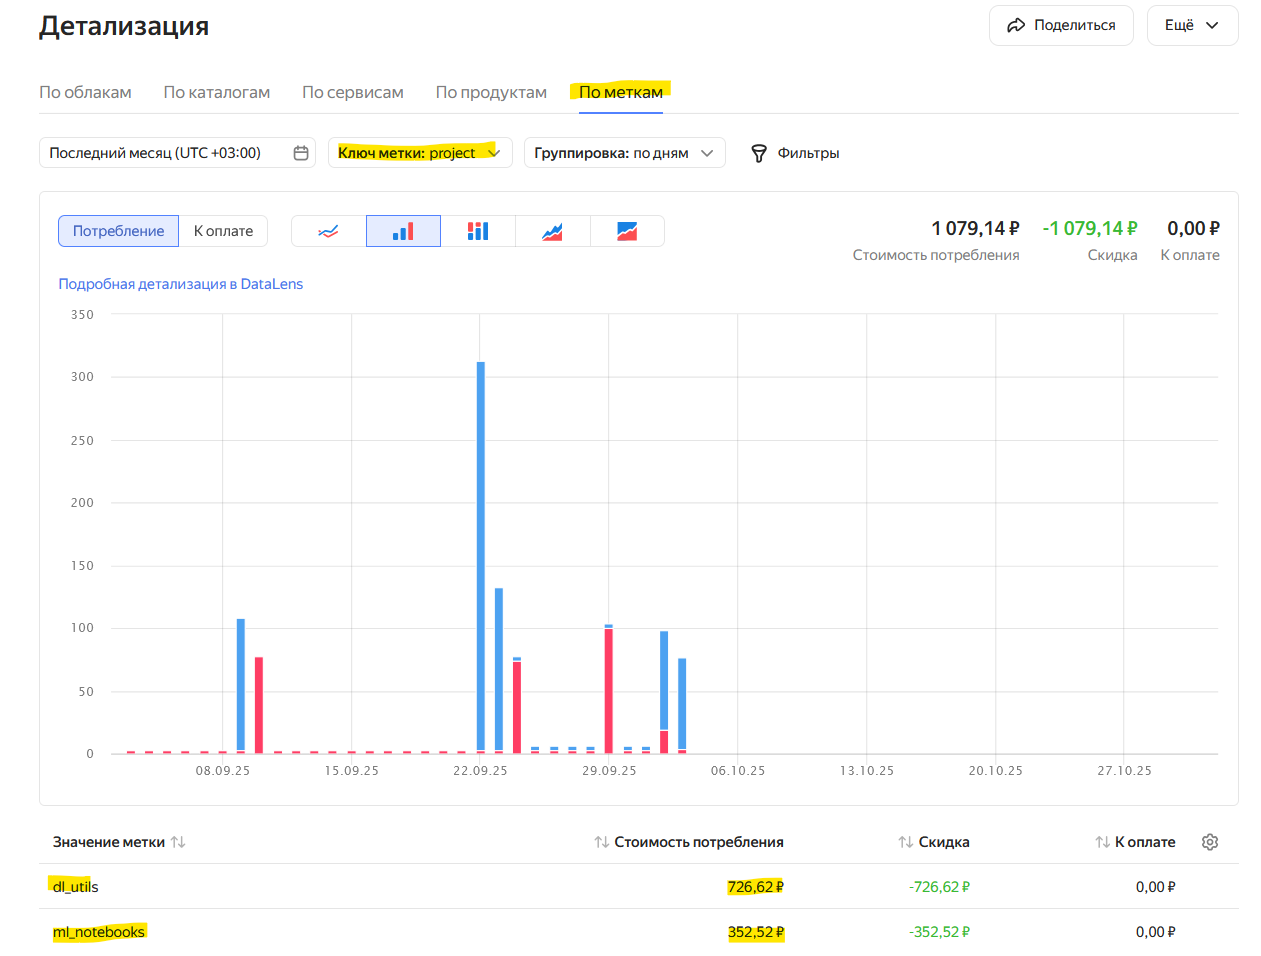 Детализация
Поделиться
Ещё
По облакам По каталогам По сервисам По продуктам По меткам
Последний месяц (UTC +03:00) Ключ метки: project Группировка: по дням Фильтры
Потребление К оплате
1 079,14 ₽ -1 079,14 ₽ 0,00 ₽
Стоимость потребления Скидка К оплате
Подробная детализация в DataLens
350
300
250
200
150
100
50
0
08.09.25 15.09.25 22.09.25 29.09.25 06.10.25 13.10.25 20.10.25 27.10.25
Значение метки Стоимость потребления Скидка К оплате
dl_utils 726,62 ₽ -726,62 ₽ 0,00 ₽
ml_notebooks 352,52 ₽ -352,52 ₽ 0,00 ₽